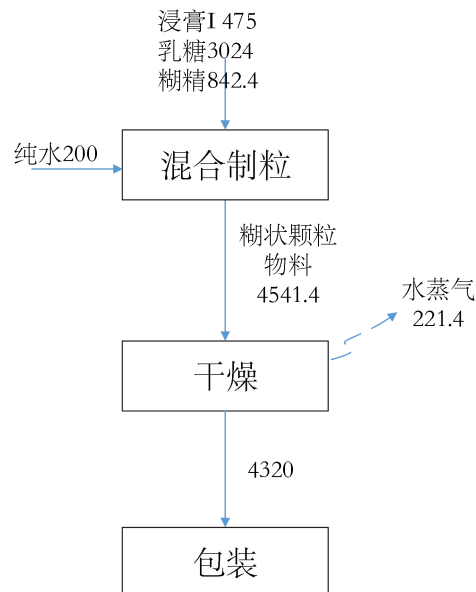 浸膏I 475
乳糖3024
糊精842.4
纯水200
混合制粒
糊状颗粒
物料
4541.4
水蒸气
221.4
干燥
4320
包装